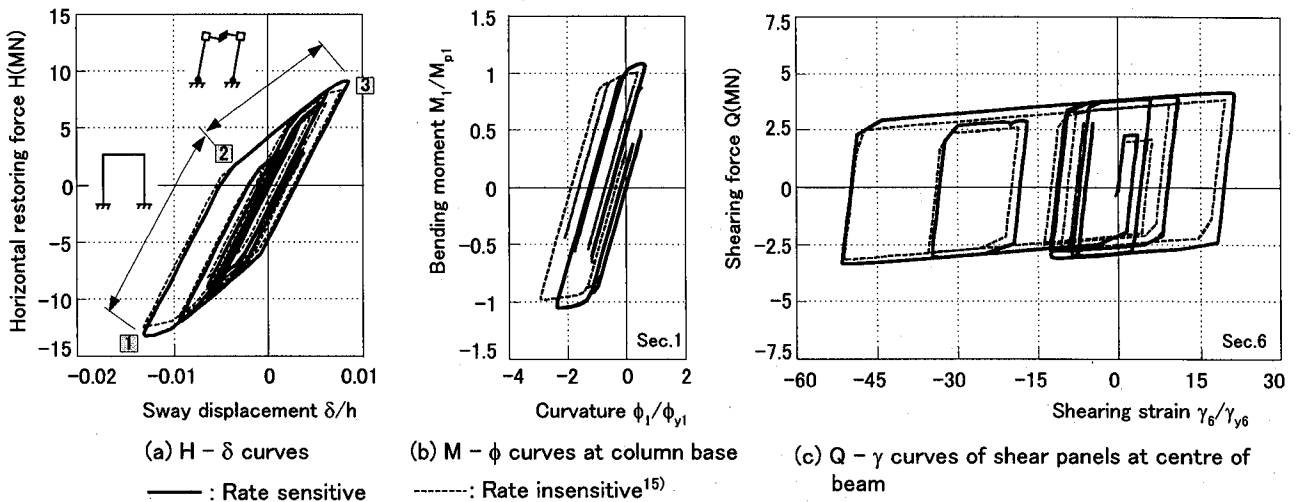 Horizontal restoring force H(MN)
15
10
5
0
-5
-10
-15
-0.02
-0.01
0
0.01
1
2
3
Sway displacement δ/h
(a) H - δ curves
Bending moment M₁/Mp1
1.5
1
0.5
0
-0.5
-1
-1.5
-4
-2
0
2
Sec.1
Curvature ϕ₁/ϕy1
(b) M - ϕ curves at column base
Shearing force Q(MN)
7.5
5
2.5
0
-2.5
-5
-7.5
-60
-45
-30
-15
0
15
30
Sec.6
Shearing strain γ₆/γy6
(c) Q - γ curves of shear panels at centre of
beam
: Rate sensitive
: Rate insensitive¹⁵⁾